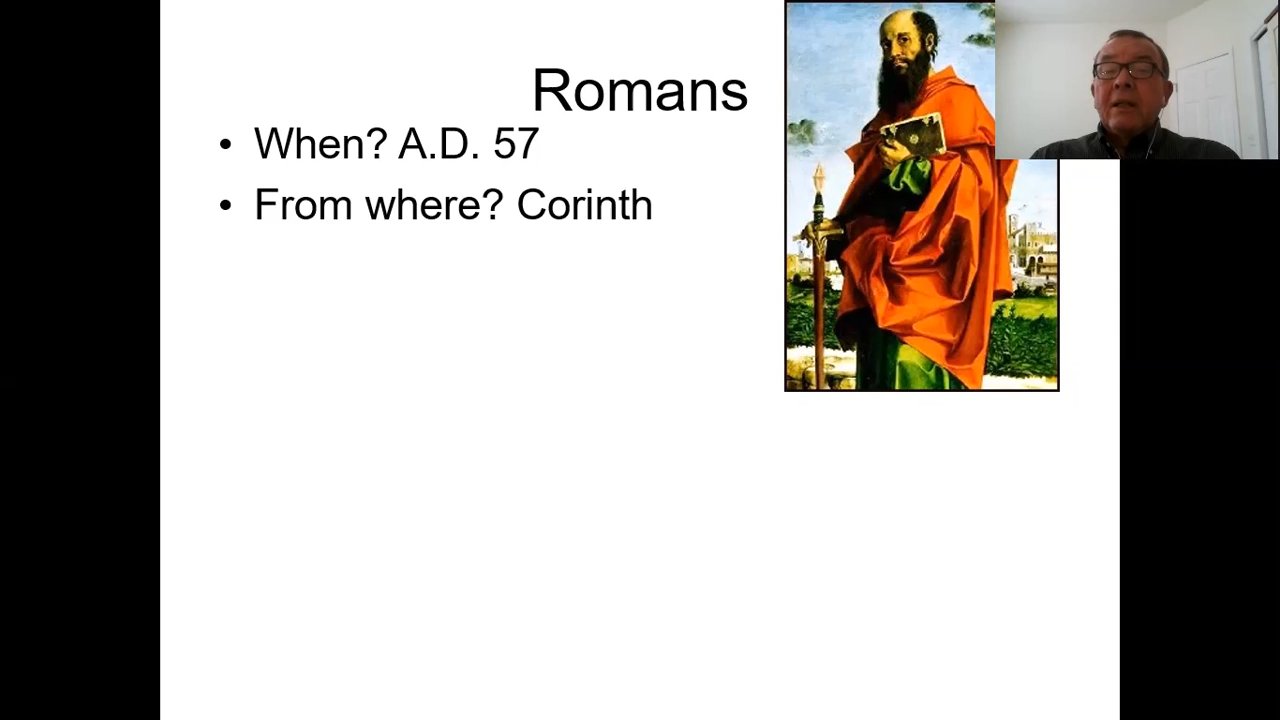 Romans
• When? A.D. 57
• From where? Corinth